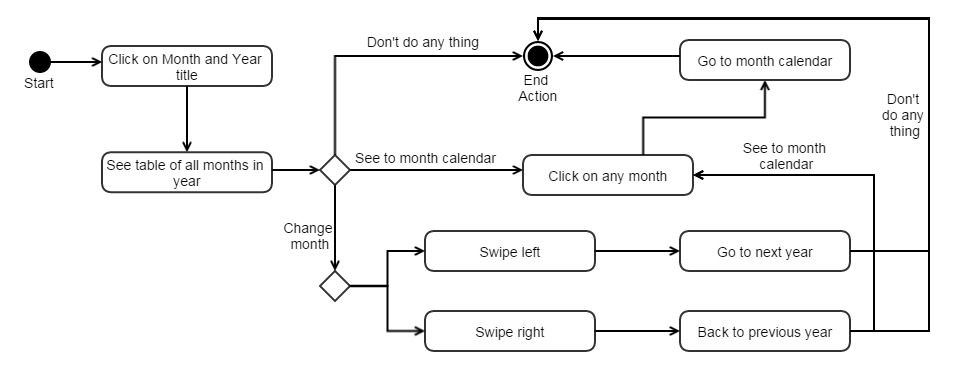 Start
Click on Month and Year
title
See table of all months in
year
Don't do any thing
End
Action
Go to month calendar
Don't
do any
thing
See to month calendar
Click on any month
See to month
calendar
Change
month
Swipe left
Go to next year
Swipe right
Back to previous year